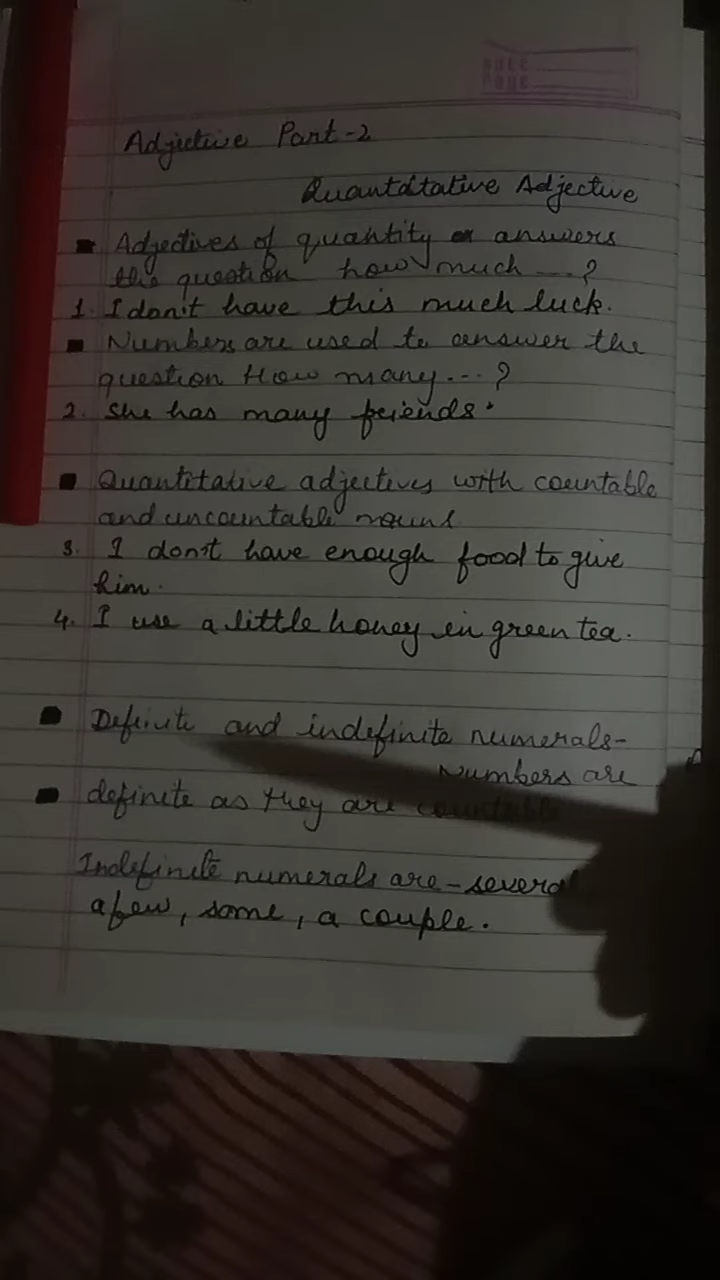 Date
Page
Adjective Part-2
Quantitative Adjective
Adjectives of quantity answers
the question how much ....?
1. I don't have this much luck.
Numbers are used to answer the
question How many...?
2. She has many friends.
Quantitative adjectives with countable
and uncountable nouns
3. I don't have enough food to give
him.
4. I use a little honey in green tea.
Definite and indefinite numerals-
Numbers are
definite as they are countable
Indefinite numerals are - several
a few, some, a couple.